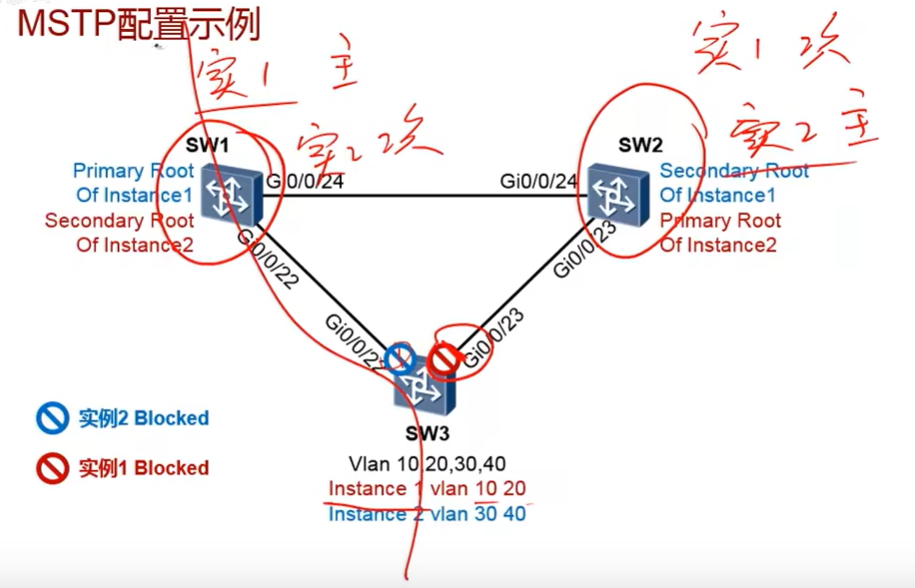 MSTP配置示例
实1 主
实2 次
实1 次
实2 主
SW1
Primary Root
Of Instance1
Secondary Root
Of Instance2
Gi0/0/24
Gi0/0/24
SW2
Secondary Root
Of Instance1
Primary Root
Of Instance2
Gi0/0/22
Gi0/0/23
Gi0/0/22
Gi0/0/23
实例2 Blocked
实例1 Blocked
SW3
Vlan 10,20,30,40
Instance 1 vlan 10 20
Instance 2 vlan 30 40